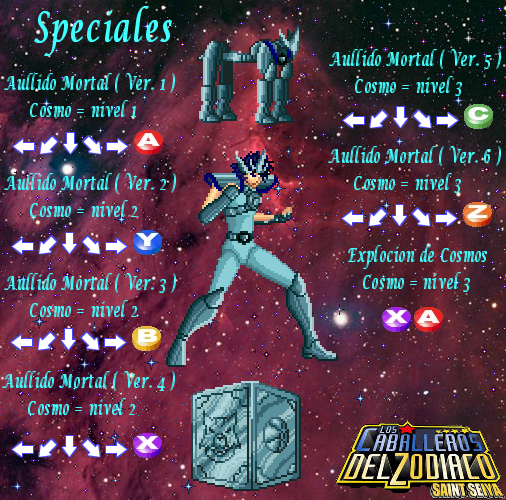 Speciales
Aullido Mortal ( Ver. 1 )
Cosmo = nivel 1
A
Aullido Mortal ( Ver. 2 )
Cosmo = nivel 2
Y
Aullido Mortal ( Ver. 3 )
Cosmo = nivel 2
B
Aullido Mortal ( Ver. 4 )
Cosmo = nivel 2
X
Aullido Mortal ( Ver. 5 )
Cosmo = nivel 3
C
Aullido Mortal ( Ver. 6 )
Cosmo = nivel 3
Z
Explocion de Cosmos
Cosmo = nivel 3
X A
LOS
CABALLEROS
DEL ZODIACO
SAINT SEIYA